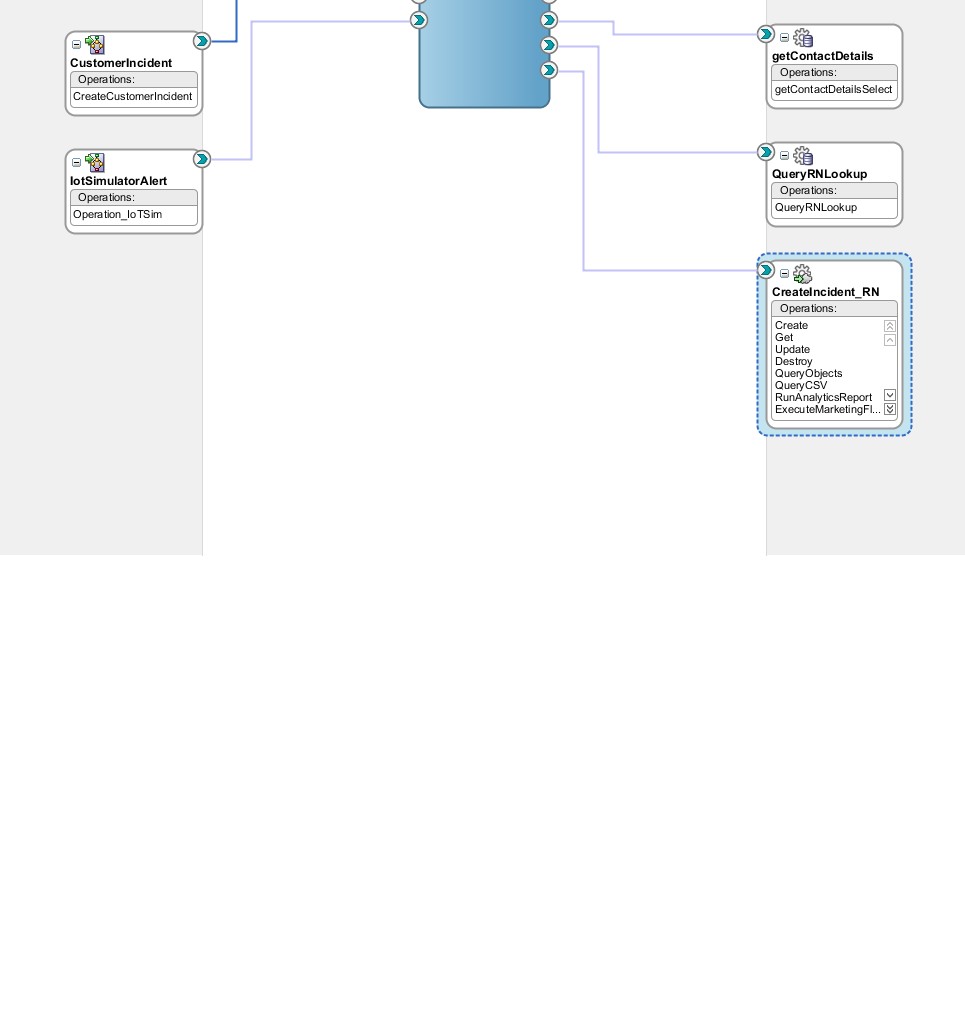 CustomerIncident
Operations:
CreateCustomerIncident
IotSimulatorAlert
Operations:
Operation_IoTSim
getContactDetails
Operations:
getContactDetailsSelect
QueryRNLookup
Operations:
QueryRNLookup
CreateIncident_RN
Operations:
Create
Get
Update
Destroy
QueryObjects
QueryCSV
RunAnalyticsReport
ExecuteMarketingFl...